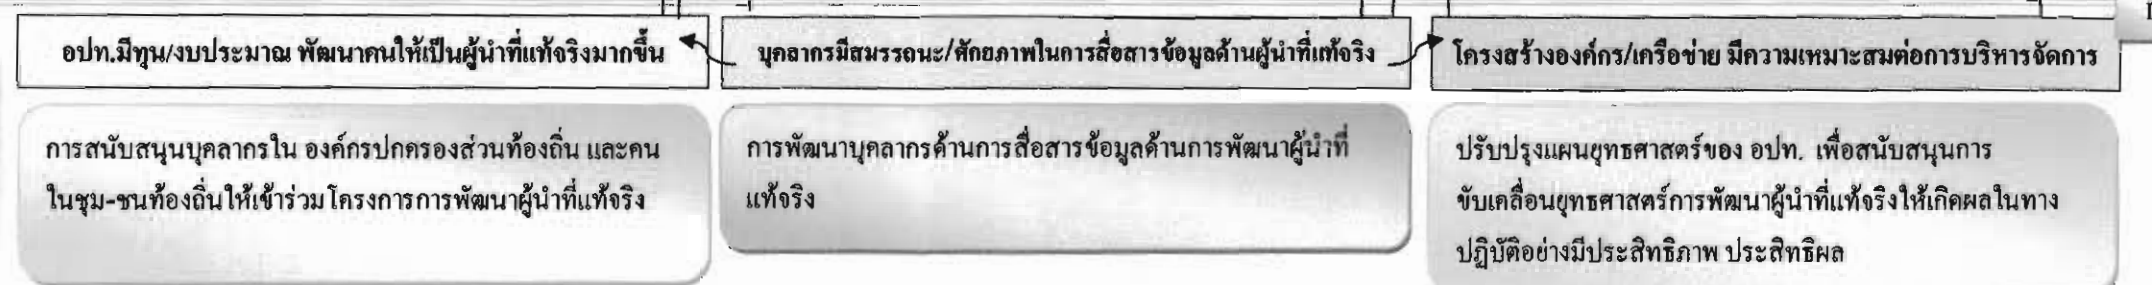 อปท.มีทุน/งบประมาณ พัฒนาคนให้เป็นผู้นำที่แท้จริงมากขึ้น
บุคลากรมีสมรรถนะ/ศักยภาพในการสื่อสารข้อมูลด้านผู้นำที่แท้จริง
โครงสร้างองค์กร/เครือข่าย มีความเหมาะสมต่อการบริหารจัดการ
การสนับสนุนบุคลากรใน องค์กรปกครองส่วนท้องถิ่น และคน
ในชุม-ชนท้องถิ่นให้เข้าร่วมโครงการการพัฒนาผู้นำที่แท้จริง
การพัฒนาบุคลากรด้านการสื่อสารข้อมูลด้านการพัฒนาผู้นำที่
แท้จริง
ปรับปรุงแผนยุทธศาสตร์ของ อปท. เพื่อสนับสนุนการ
ขับเคลื่อนยุทธศาสตร์การพัฒนาผู้นำที่แท้จริงให้เกิดผลในทาง
ปฏิบัติอย่างมีประสิทธิภาพ ประสิทธิผล